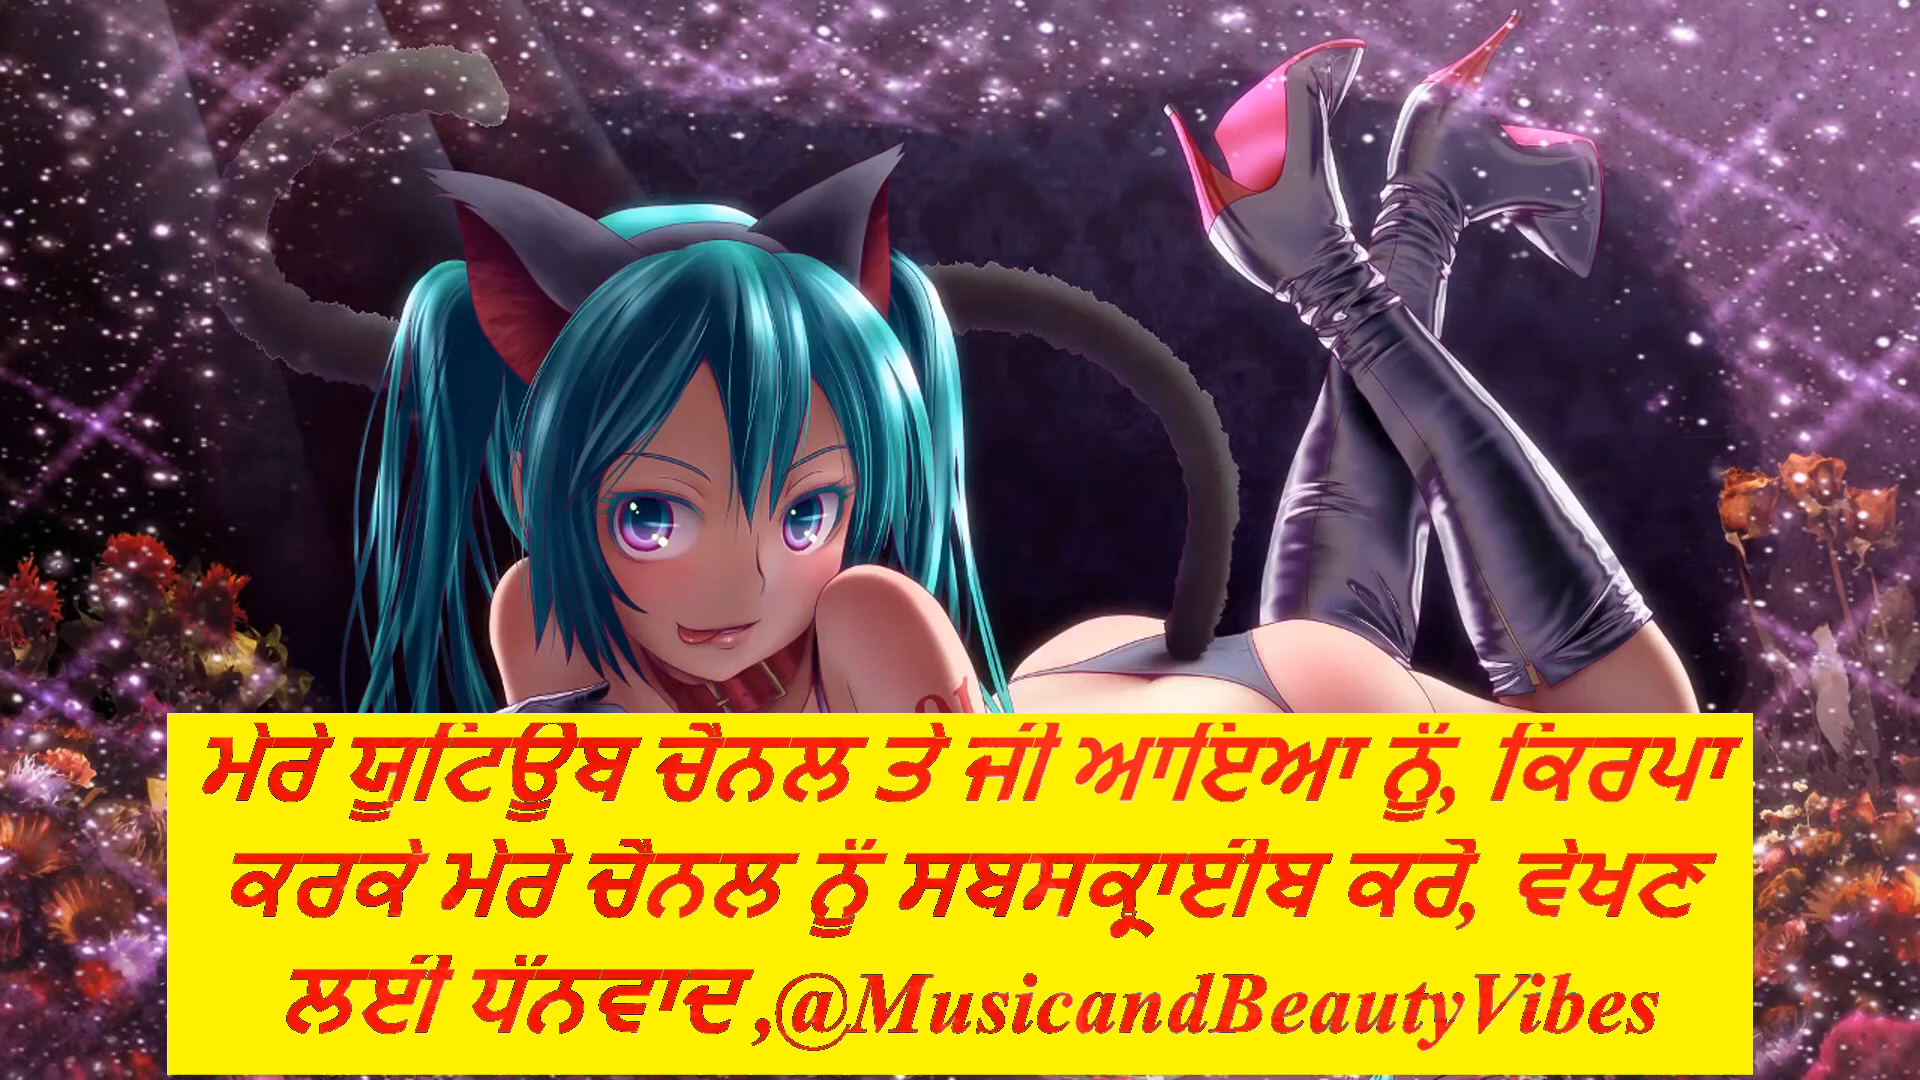 ਮੇਰੇ ਯੂਟਿਊਬ ਚੈਨਲ ਤੇ ਜੀ ਆਇਆ ਨੂੰ, ਕਿਰਪਾ
ਕਰਕੇ ਮੇਰੇ ਚੈਨਲ ਨੂੰ ਸਬਸਕ੍ਰਾਈਬ ਕਰੋ, ਵੇਖਣ
ਲਈ ਧੰਨਵਾਦ ,@MusicandBeautyVibes